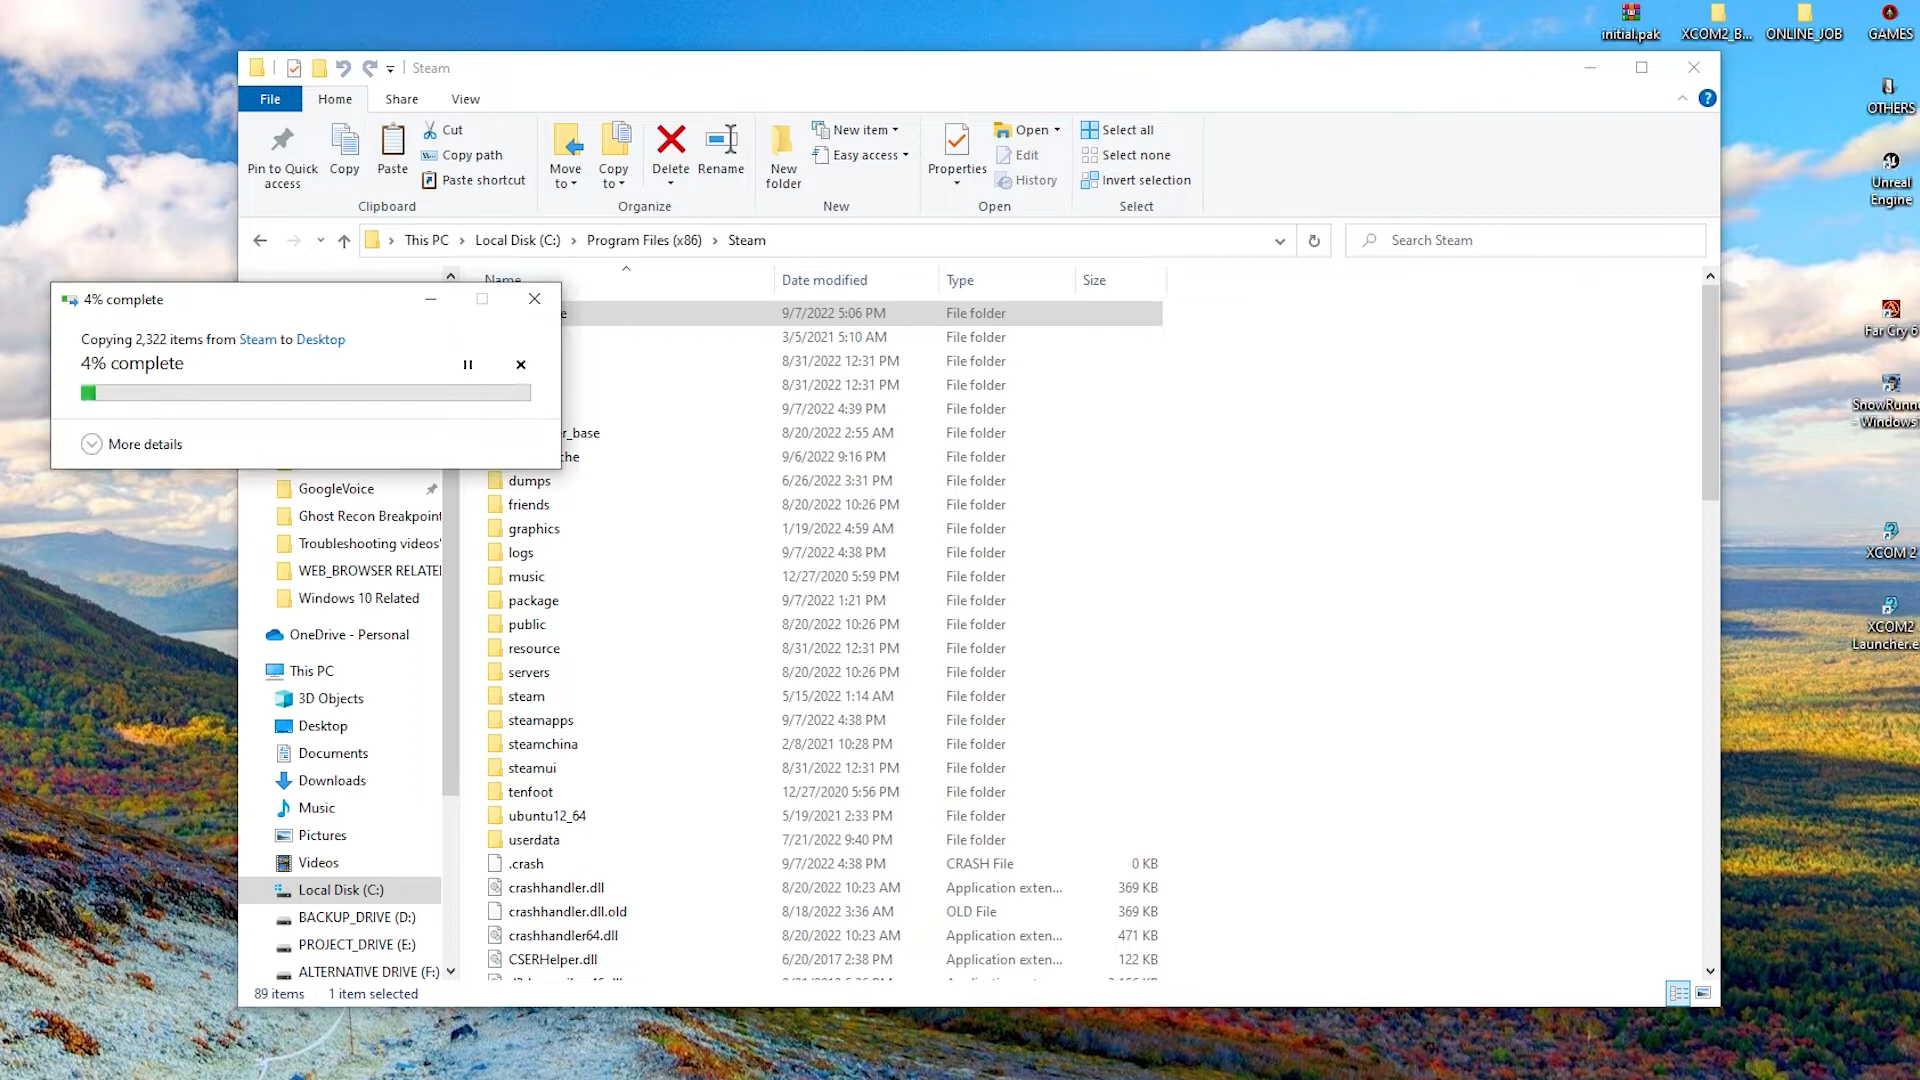 initial.pak
XCOM2_B...
ONLINE_JOB
GAMES
Steam
File
Home
Share
View
OTHERS
Pin to Quick access
Copy
Paste
Cut
Copy path
Paste shortcut
Move to
Copy to
Delete
Rename
New folder
New item
Easy access
Properties
Open
Edit
History
Select all
Select none
Invert selection
Clipboard
Organize
New
Open
Select
Unreal Engine
This PC
Local Disk (C:)
Program Files (x86)
Steam
Search Steam
Name
Date modified
Type
Size
4% complete
Copying 2,322 items from Steam to Desktop
4% complete
More details
9/7/2022 5:06 PM File folder
3/5/2021 5:10 AM File folder
8/31/2022 12:31 PM File folder
8/31/2022 12:31 PM File folder
9/7/2022 4:39 PM File folder
r_base 8/20/2022 2:55 AM File folder
che 9/6/2022 9:16 PM File folder
dumps 6/26/2022 3:31 PM File folder
friends 8/20/2022 10:26 PM File folder
graphics 1/19/2022 4:59 AM File folder
logs 9/7/2022 4:38 PM File folder
music 12/27/2020 5:59 PM File folder
package 9/7/2022 1:21 PM File folder
public 8/20/2022 10:26 PM File folder
resource 8/31/2022 12:31 PM File folder
servers 8/20/2022 10:26 PM File folder
steam 5/15/2022 1:14 AM File folder
steamapps 9/7/2022 4:38 PM File folder
steamchina 2/8/2021 10:28 PM File folder
steamui 8/31/2022 12:31 PM File folder
tenfoot 12/27/2020 5:56 PM File folder
ubuntu12_64 5/19/2021 2:33 PM File folder
userdata 7/21/2022 9:40 PM File folder
.crash 9/7/2022 4:38 PM CRASH File 0 KB
crashhandler.dll 8/20/2022 10:23 AM Application exten... 369 KB
crashhandler.dll.old 8/18/2022 3:36 AM OLD File 369 KB
crashhandler64.dll 8/20/2022 10:23 AM Application exten... 471 KB
CSERHelper.dll 6/20/2017 2:38 PM Application exten... 122 KB
GoogleVoice
Ghost Recon Breakpoint
Troubleshooting videos'
WEB_BROWSER RELATE
Windows 10 Related
OneDrive - Personal
This PC
3D Objects
Desktop
Documents
Downloads
Music
Pictures
Videos
Local Disk (C:)
BACKUP_DRIVE (D:)
PROJECT_DRIVE (E:)
ALTERNATIVE DRIVE (F:)
89 items
1 item selected
Far Cry 6
SnowRunn
- Windows
XCOM 2
XCOM2
Launcher.e